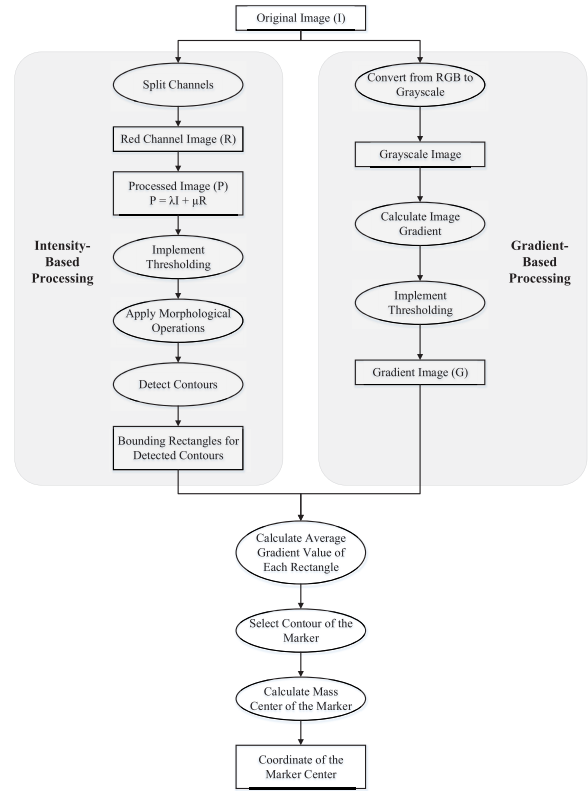 Original Image (I)
Split Channels
Red Channel Image (R)
Processed Image (P)
P = λI + μR
Intensity-
Based
Processing
Implement
Thresholding
Apply Morphological
Operations
Detect Contours
Bounding Rectangles for
Detected Contours
Convert from RGB to
Grayscale
Grayscale Image
Calculate Image
Gradient
Gradient-
Based
Processing
Implement
Thresholding
Gradient Image (G)
Calculate Average
Gradient Value of
Each Rectangle
Select Contour of the
Marker
Calculate Mass
Center of the Marker
Coordinate of the
Marker Center